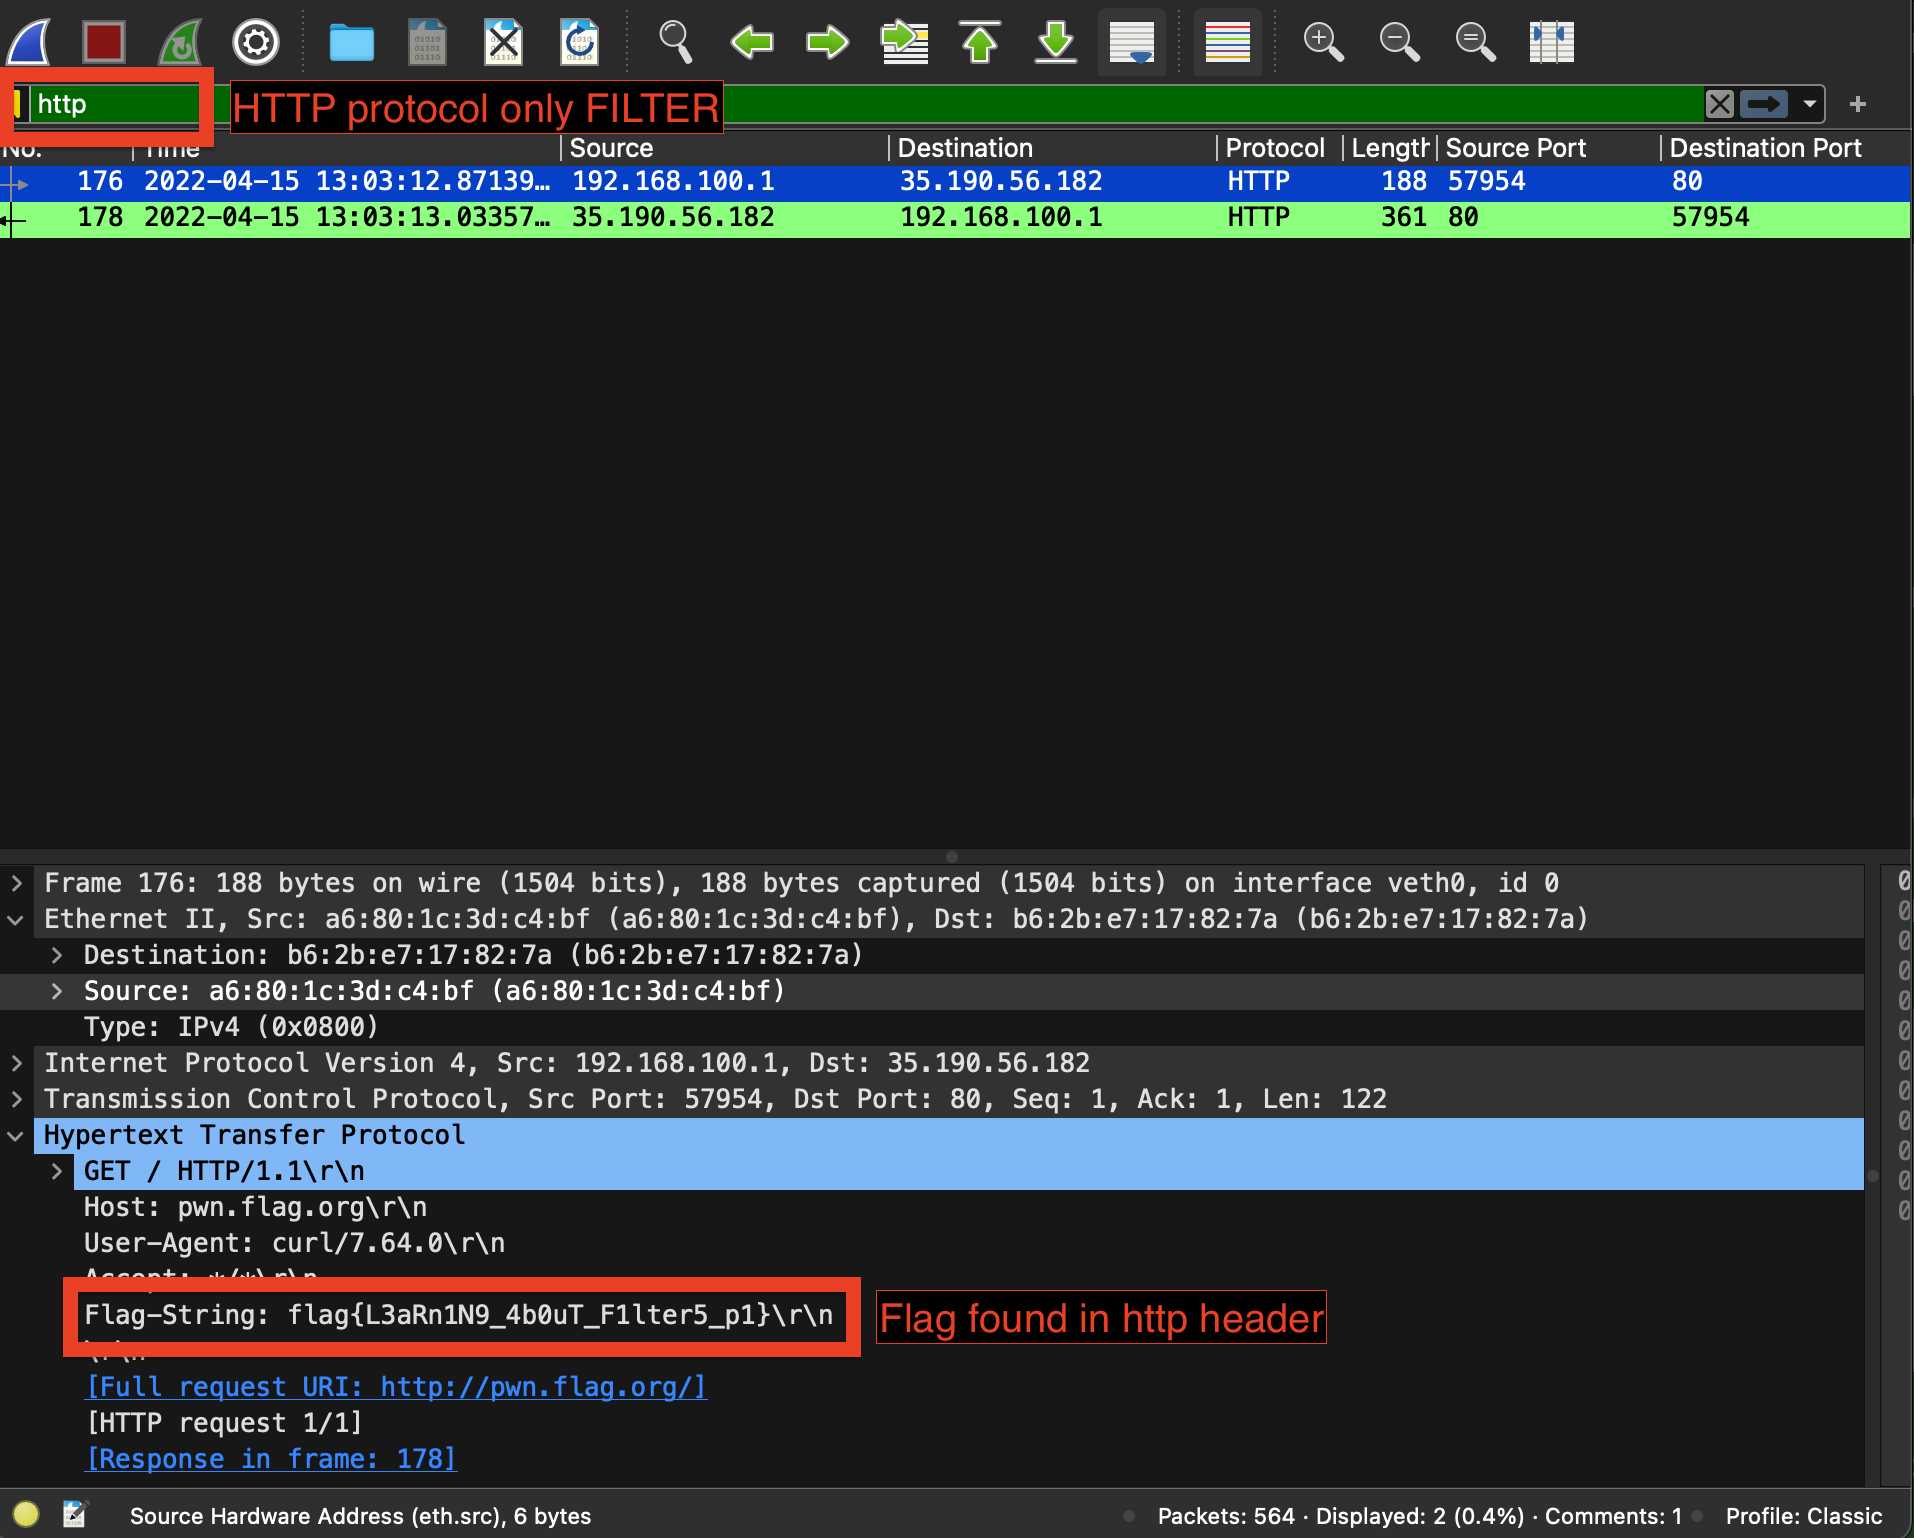 http
HTTP protocol only FILTER
No. Time Source Destination Protocol Length Source Port Destination Port
176 2022-04-15 13:03:12.87139… 192.168.100.1 35.190.56.182 HTTP 188 57954 80
178 2022-04-15 13:03:13.03357… 35.190.56.182 192.168.100.1 HTTP 361 80 57954
Frame 176: 188 bytes on wire (1504 bits), 188 bytes captured (1504 bits) on interface veth0, id 0
Ethernet II, Src: a6:80:1c:3d:c4:bf (a6:80:1c:3d:c4:bf), Dst: b6:2b:e7:17:82:7a (b6:2b:e7:17:82:7a)
Destination: b6:2b:e7:17:82:7a (b6:2b:e7:17:82:7a)
Source: a6:80:1c:3d:c4:bf (a6:80:1c:3d:c4:bf)
Type: IPv4 (0x0800)
Internet Protocol Version 4, Src: 192.168.100.1, Dst: 35.190.56.182
Transmission Control Protocol, Src Port: 57954, Dst Port: 80, Seq: 1, Ack: 1, Len: 122
Hypertext Transfer Protocol
GET / HTTP/1.1\r\n
Host: pwn.flag.org\r\n
User-Agent: curl/7.64.0\r\n
Accept: */*\r\n
Flag-String: flag{L3aRn1N9_4b0uT_F1lter5_p1}\r\n
Flag found in http header
\r\n
[Full request URI: http://pwn.flag.org/]
[HTTP request 1/1]
[Response in frame: 178]
Source Hardware Address (eth.src), 6 bytes
Packets: 564 · Displayed: 2 (0.4%) · Comments: 1
Profile: Classic